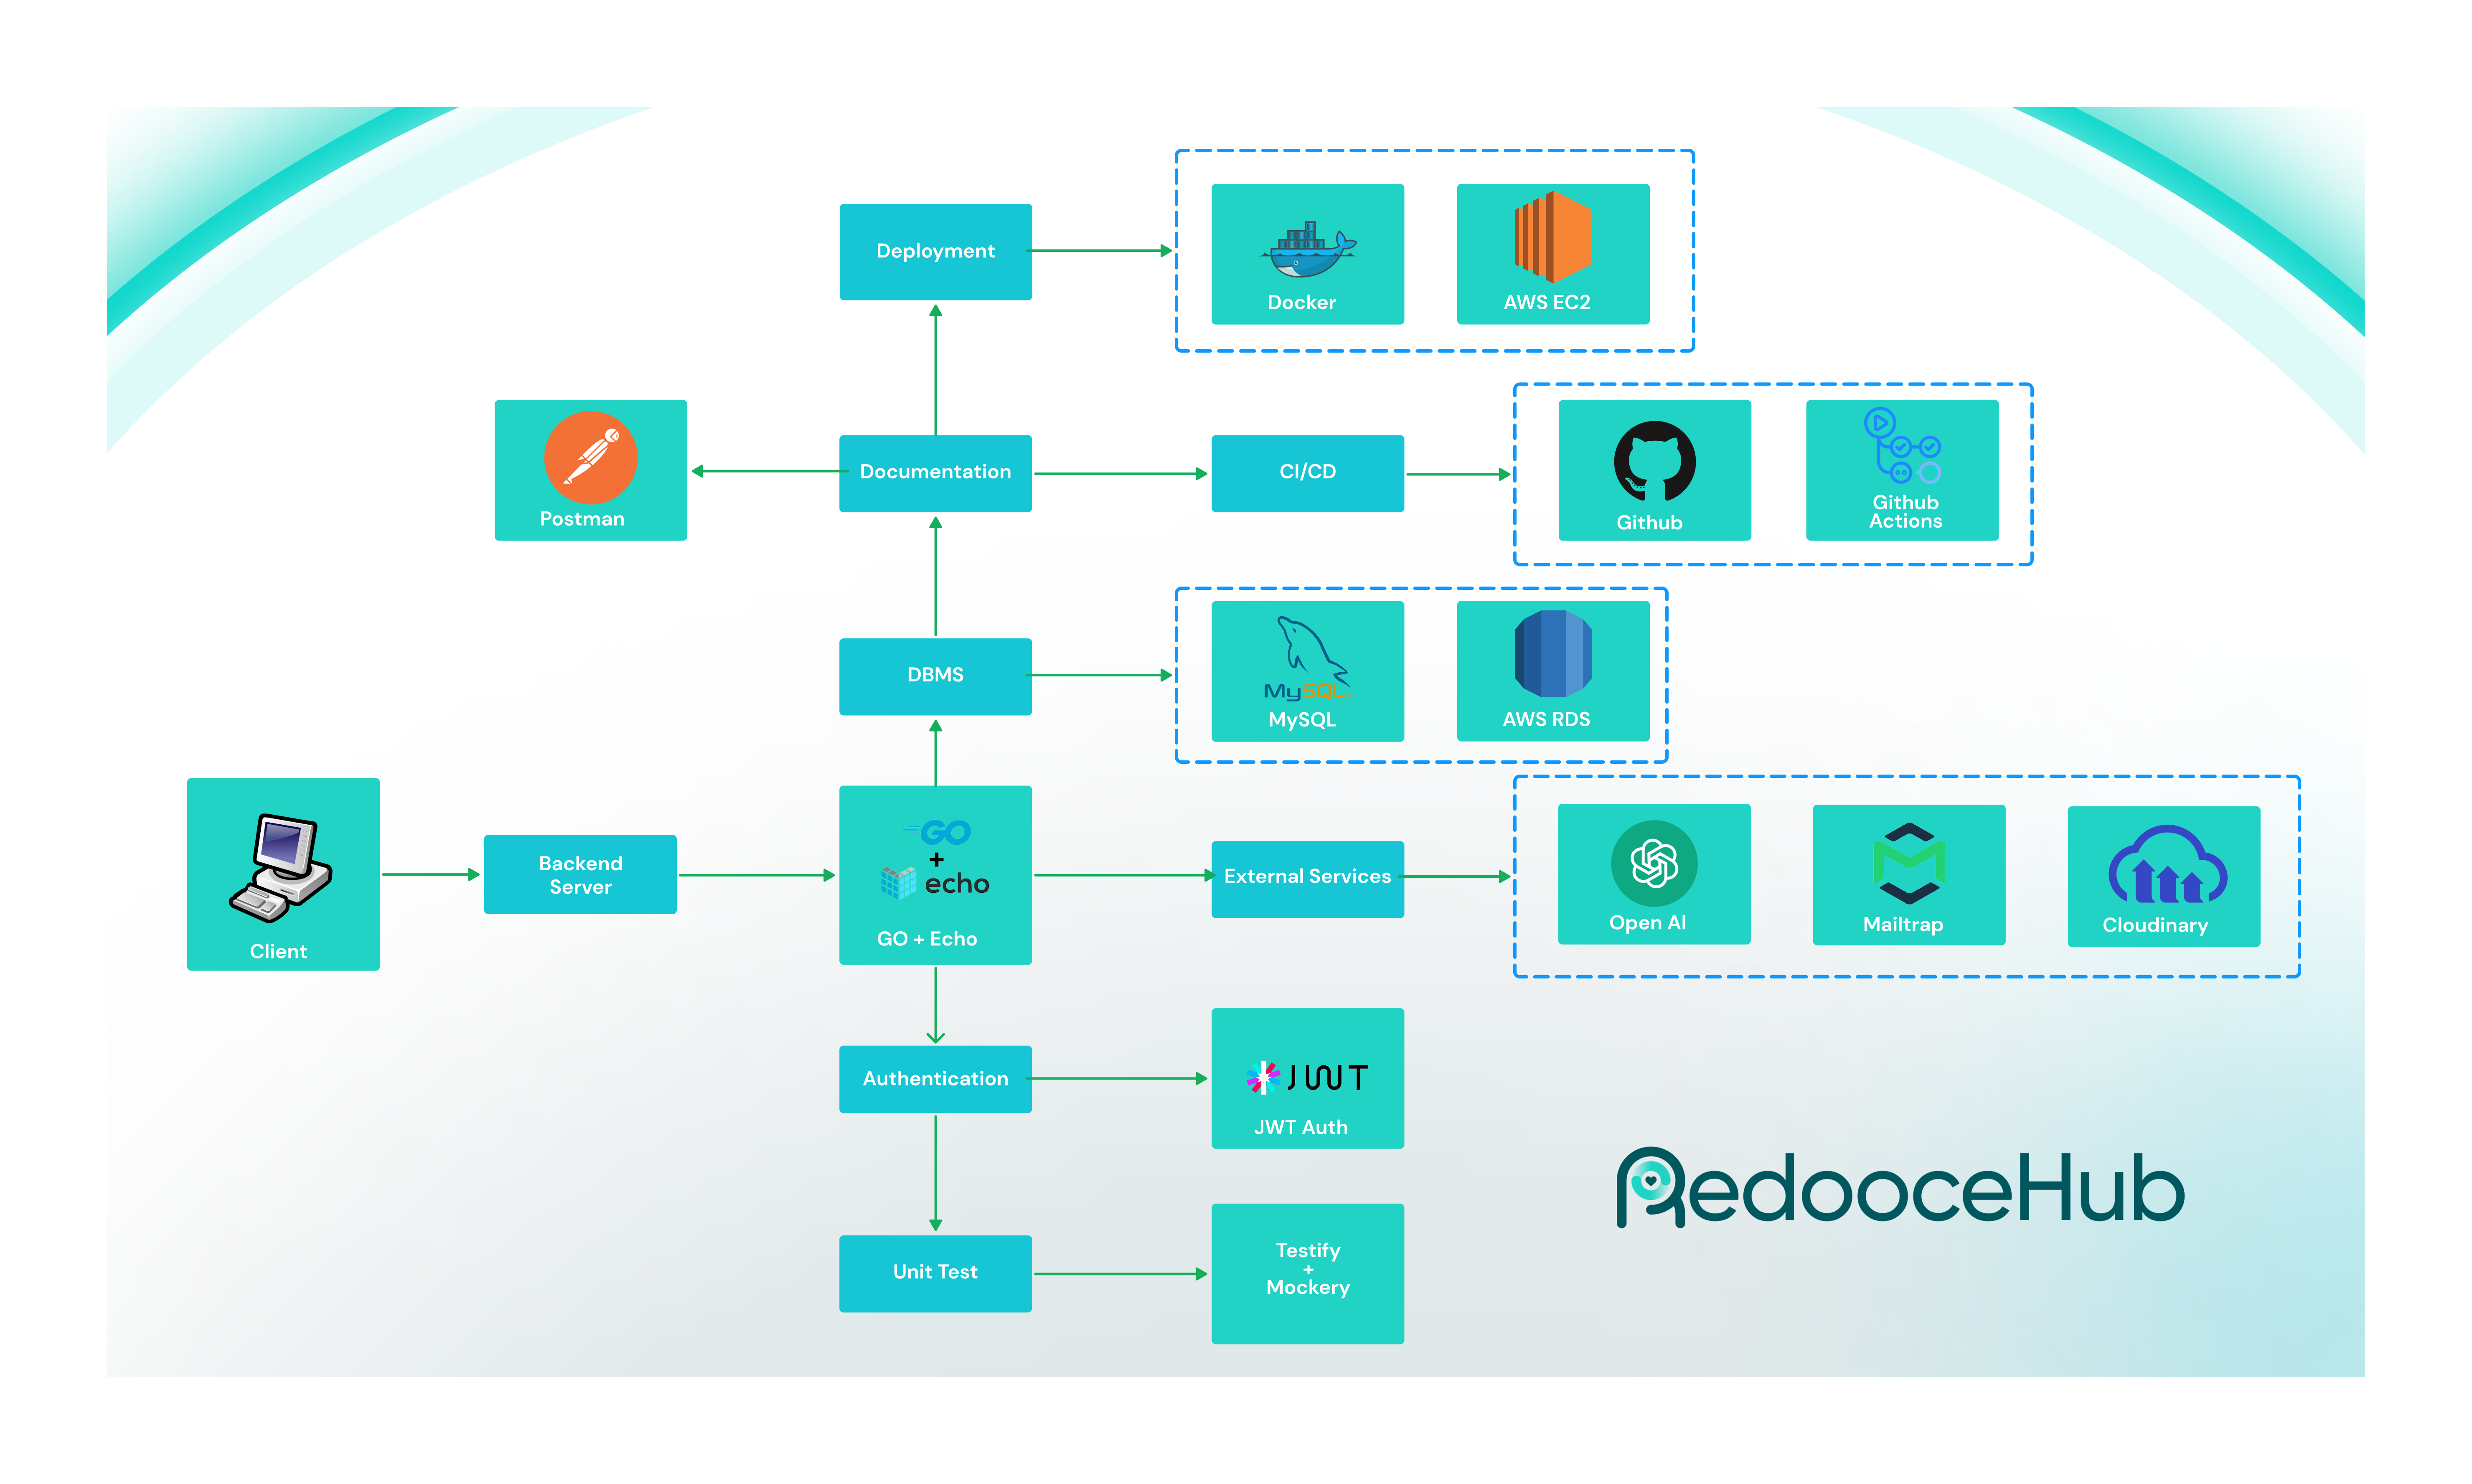 Deployment
Docker
AWS EC2
Postman
Documentation
CI/CD
Github
Github
Actions
DBMS
MySQL
MySQL
AWS RDS
Client
Backend
Server
GO
+
echo
GO + Echo
External Services
Open AI
Mailtrap
Cloudinary
Authentication
JWT
JWT Auth
Unit Test
Testify
+
Mockery
RedooceHub